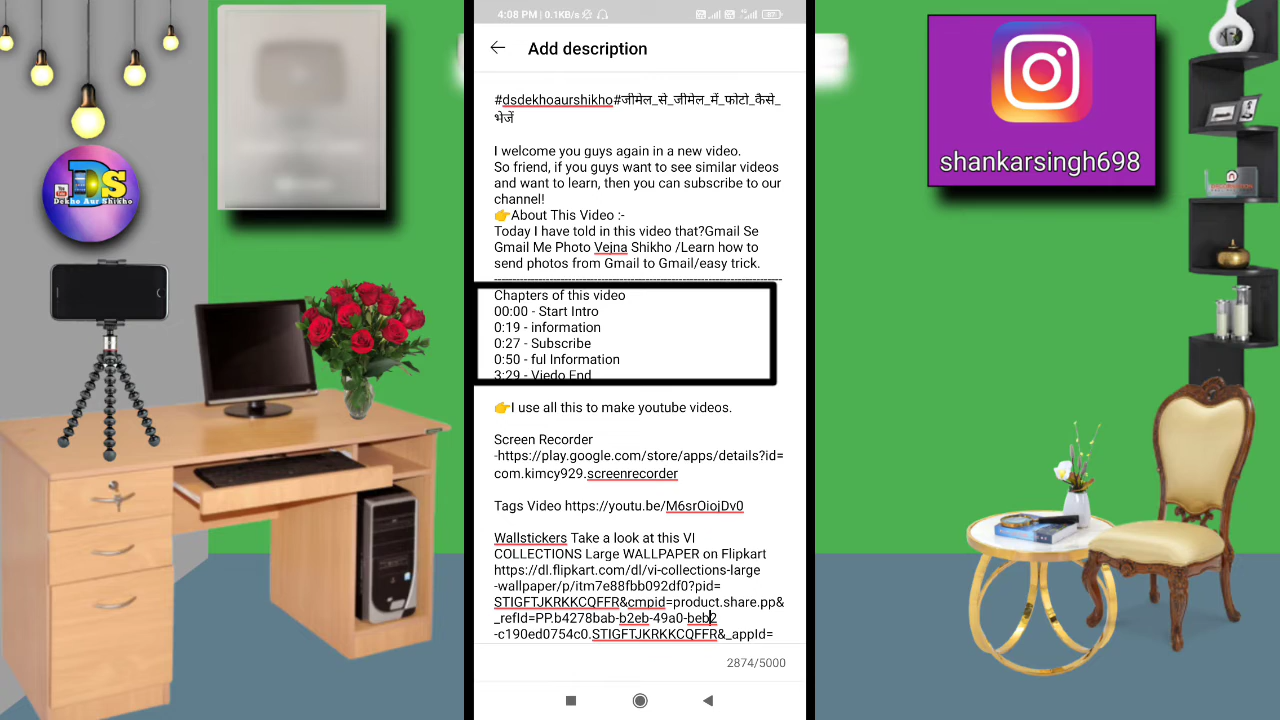 4:08 PM | 0.1KB/s
Add description
#dsdekhoaurshikho#जीमेल_से_जीमेल_में_फोटो_कैसे_
भेजें
I welcome you guys again in a new video.
So friend, if you guys want to see similar videos
and want to learn, then you can subscribe to our
channel!
👉About This Video :-
Today I have told in this video that?Gmail Se
Gmail Me Photo Vejna Shikho /Learn how to
send photos from Gmail to Gmail/easy trick.
Chapters of this video
00:00 - Start Intro
0:19 - information
0:27 - Subscribe
0:50 - ful Information
3:29 - Viedo End
👉I use all this to make youtube videos.
Screen Recorder
-https://play.google.com/store/apps/details?id=
com.kimcy929.screenrecorder
Tags Video https://youtu.be/M6srOiojDv0
Wallstickers Take a look at this VI
COLLECTIONS Large WALLPAPER on Flipkart
https://dl.flipkart.com/dl/vi-collections-large
-wallpaper/p/itm7e88fbb092df0?pid=
STIGFTJKRKKCQFFR&cmpid=product.share.pp&
_refId=PP.b4278bab-b2eb-49a0-beb2
-c190ed0754c0.STIGFTJKRKKCQFFR&_appId=
2874/5000
DS
Dekho Aur Shikho
shankarsingh698